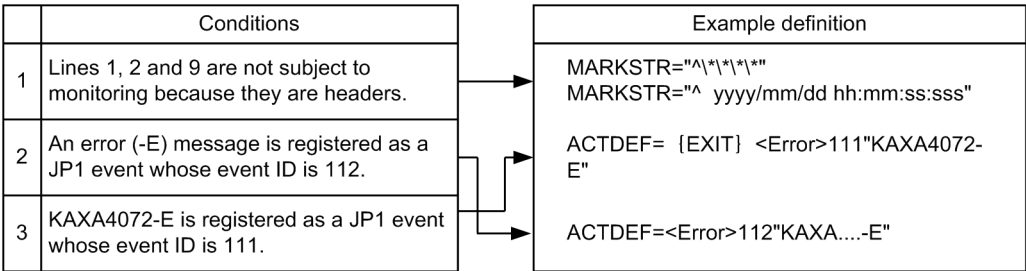 Conditions
Example definition
1
Lines 1, 2 and 9 are not subject to
monitoring because they are headers.
MARKSTR="^\*\*\*\*"
MARKSTR="^  yyyy/mm/dd hh:mm:ss:sss"
2
An error (-E) message is registered as a
JP1 event whose event ID is 112.
ACTDEF= {EXIT} <Error>111"KAXA4072-
E"
3
KAXA4072-E is registered as a JP1 event
whose event ID is 111.
ACTDEF=<Error>112"KAXA....-E"